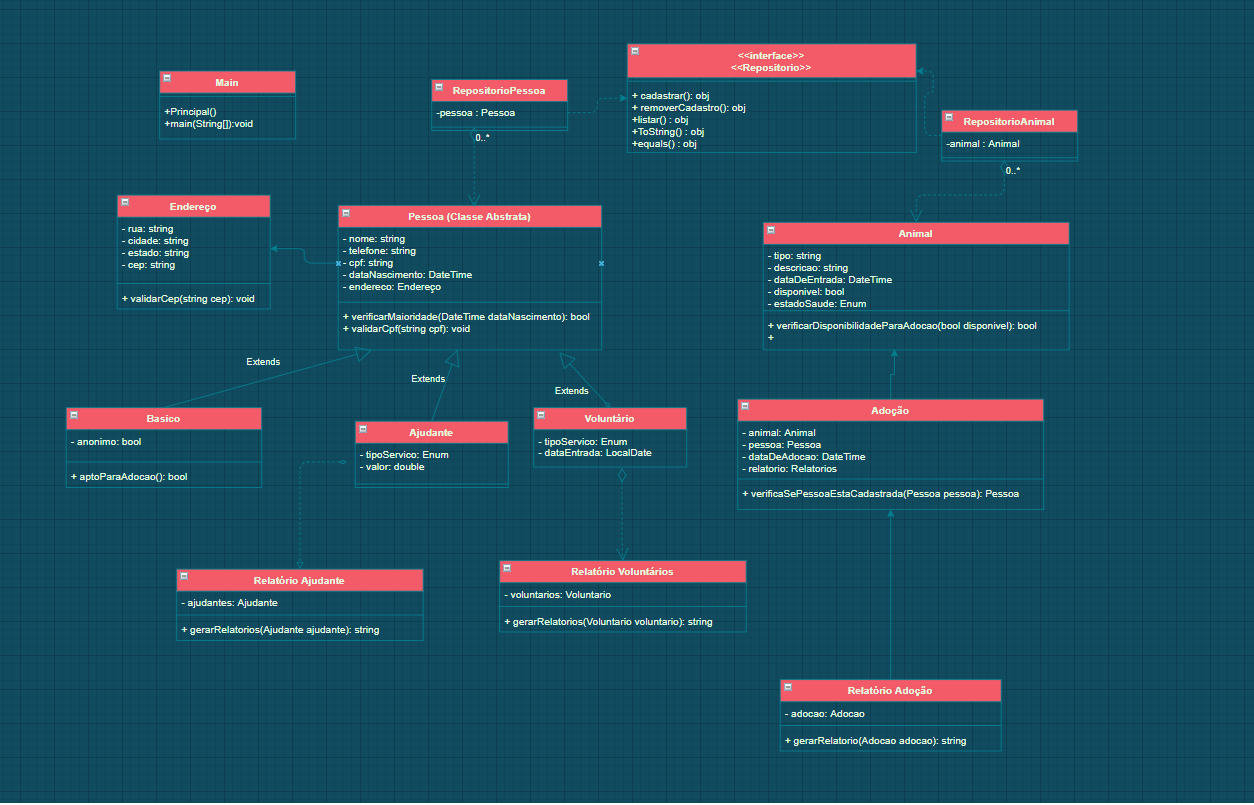 <<interface>>
<<Repositorio>>
+ cadastrar(): obj
+ removerCadastro(): obj
+listar() : obj
+ToString() : obj
+equals() : obj
Main
+Principal()
+main(String[]):void
RepositorioPessoa
-pessoa : Pessoa
0..*
RepositorioAnimal
-animal : Animal
0..*
Endereço
- rua: string
- cidade: string
- estado: string
- cep: string
+ validarCep(string cep): void
Pessoa (Classe Abstrata)
- nome: string
- telefone: string
- cpf: string
- dataNascimento: DateTime
- endereco: Endereço
+ verificarMaioridade(DateTime dataNascimento): bool
+ validarCpf(string cpf): void
Animal
- tipo: string
- descricao: string
- dataDeEntrada: DateTime
- disponivel: bool
- estadoSaude: Enum
+ verificarDisponibilidadeParaAdocao(bool disponivel): bool
+
Extends
Extends
Extends
Basico
- anonimo: bool
+ aptoParaAdocao(): bool
Ajudante
- tipoServico: Enum
- valor: double
Voluntário
- tipoServico: Enum
- dataEntrada: LocalDate
Adoção
- animal: Animal
- pessoa: Pessoa
- dataDeAdocao: DateTime
- relatorio: Relatorios
+ verificaSePessoaEstaCadastrada(Pessoa pessoa): Pessoa
Relatório Ajudante
- ajudantes: Ajudante
+ gerarRelatorios(Ajudante ajudante): string
Relatório Voluntários
- voluntarios: Voluntario
+ gerarRelatorios(Voluntario voluntario): string
Relatório Adoção
- adocao: Adocao
+ gerarRelatorio(Adocao adocao): string